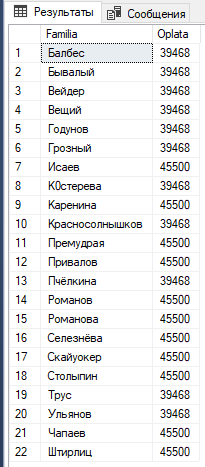 Результаты Сообщения
Familia Oplata
1 Балбес 39468
2 Бывалый 39468
3 Вейдер 39468
4 Вещий 39468
5 Годунов 39468
6 Грозный 39468
7 Исаев 45500
8 К0стерева 39468
9 Каренина 45500
10 Красносолнышков 39468
11 Премудрая 45500
12 Привалов 45500
13 Пчёлкина 39468
14 Романов 45500
15 Романова 45500
16 Селезнёва 45500
17 Скайуокер 45500
18 Столыпин 45500
19 Трус 39468
20 Ульянов 39468
21 Чапаев 45500
22 Штирлиц 45500